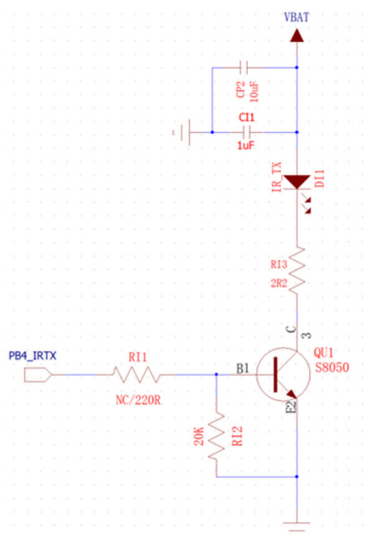 VBAT
CP2
10uF
CI1
1uF
IR_TX
DI1
RI3
2R2
C
3
QU1
S8050
PB4_IRTX
RI1
NC/220R
B1
E2
20K
RI2